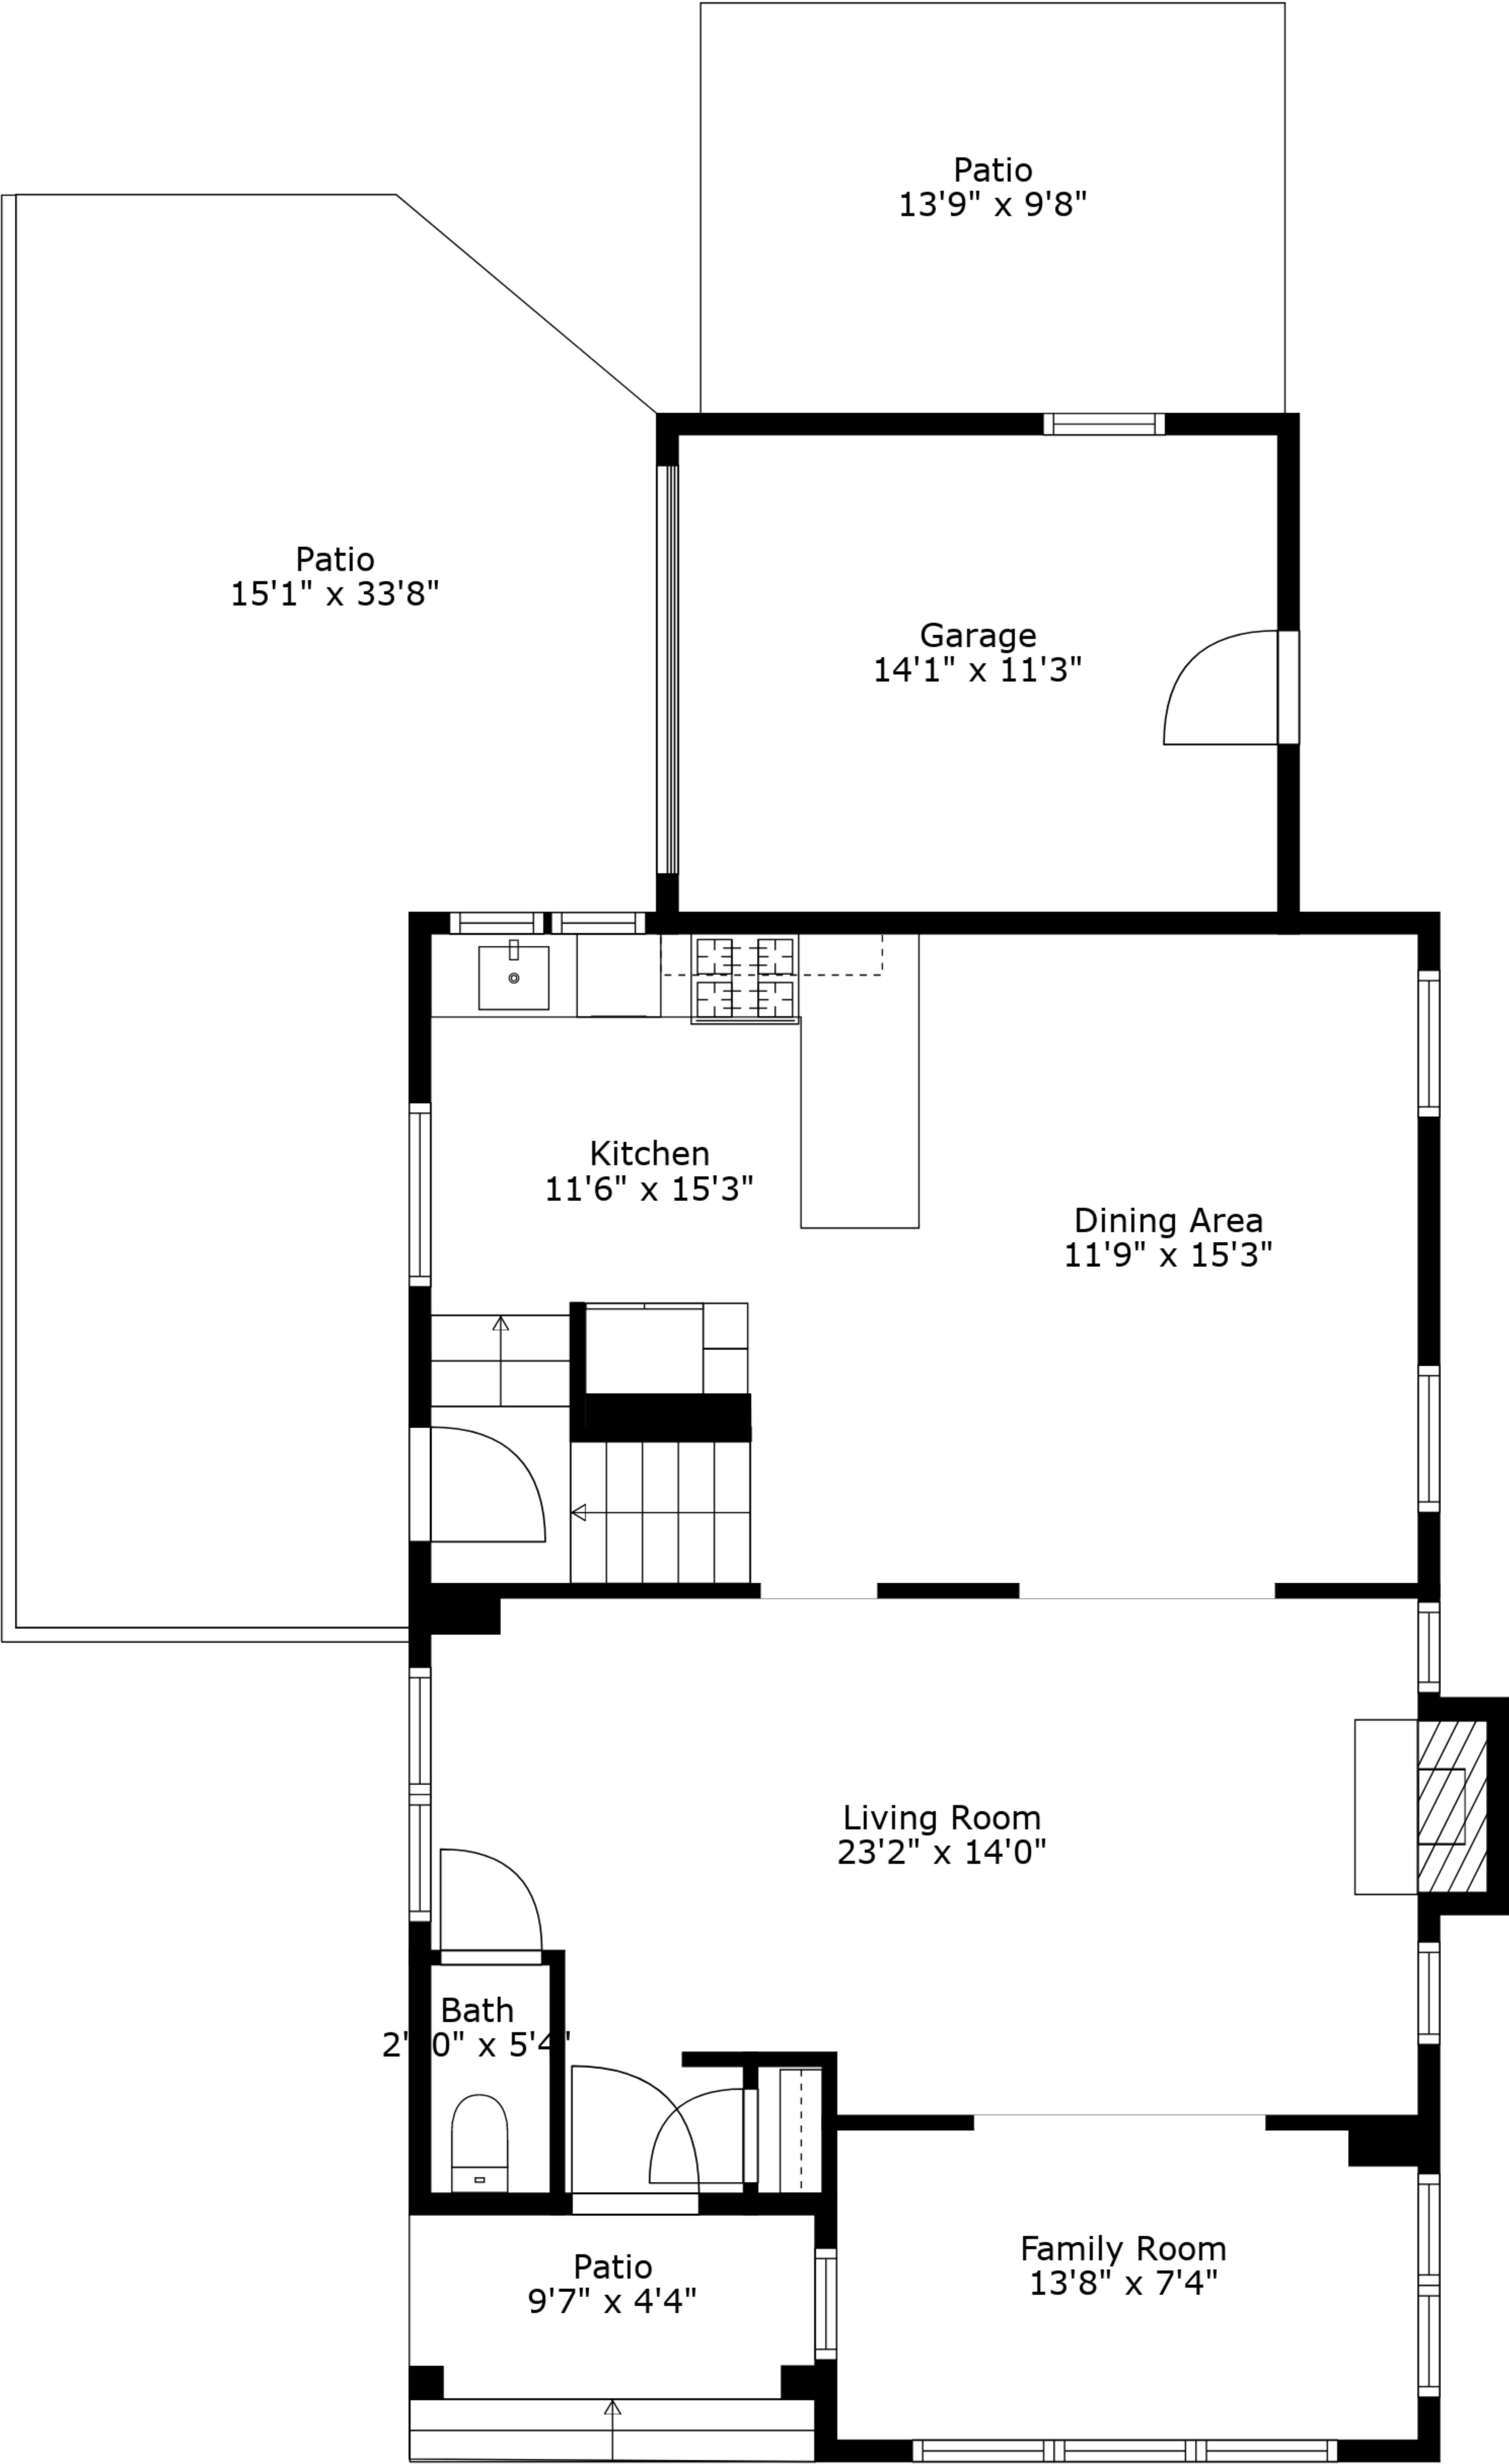 Patio
13'9" x 9'8"
Patio
15'1" x 33'8"
Garage
14'1" x 11'3"
Kitchen
11'6" x 15'3"
Dining Area
11'9" x 15'3"
Living Room
23'2" x 14'0"
Bath
2'10" x 5'4"
Family Room
13'8" x 7'4"
Patio
9'7" x 4'4"